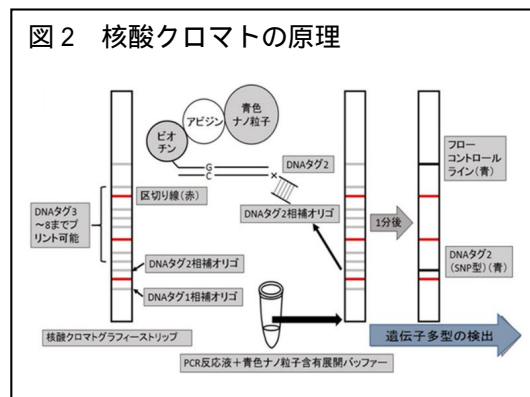 図2 核酸クロマトの原理
ビオ
チン
アビジン
青色
ナノ粒子
G
C
DNAタグ2
区切り線(赤)
DNAタグ3
~8までプ
リント可能
DNAタグ2相補オリゴ
DNAタグ2相補オリゴ
DNAタグ1相補オリゴ
核酸クロマトグラフィーストリップ
PCR反応液+青色ナノ粒子含有展開バッファー
1分後
フロー
コントロール
ライン(青)
DNAタグ2
(SNP型)(青)
遺伝子多型の検出